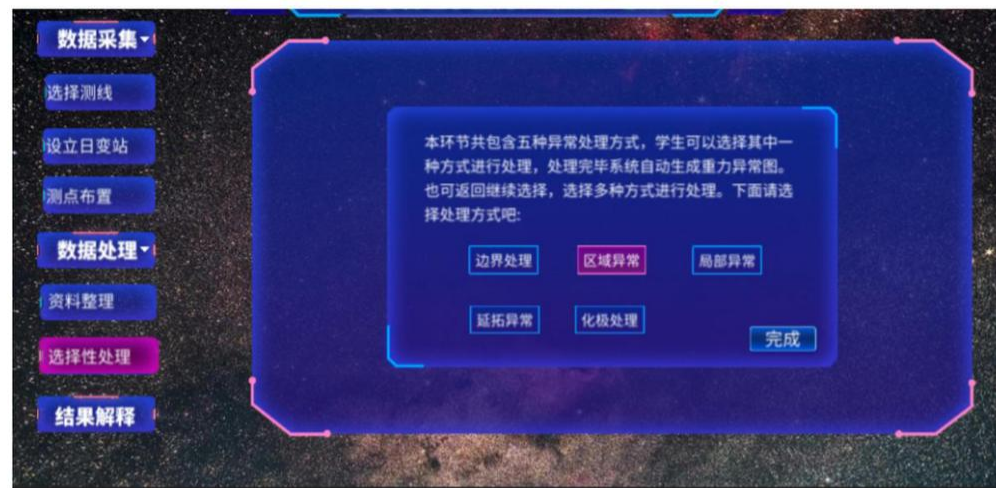 数据采集
选择测线
设立日变站
测点布置
数据处理
资料整理
选择性处理
结果解释
本环节共包含五种异常处理方式，学生可以选择其中一
种方式进行处理，处理完毕系统自动生成重力异常图。
也可返回继续选择，选择多种方式进行处理。下面请选
择处理方式吧:
边界处理 区域异常 局部异常
延拓异常 化极处理
完成